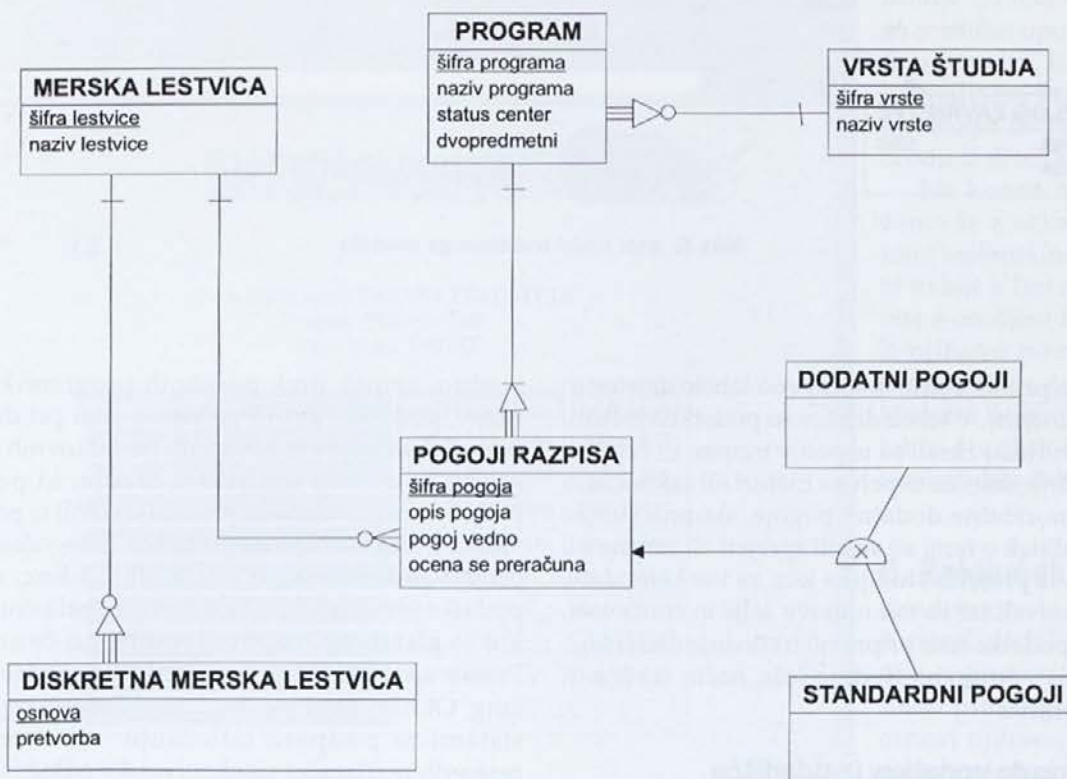 PROGRAM
šifra programa
naziv programa
status center
dvopredmetni
MERSKA LESTVICA
šifra lestvice
naziv lestvice
VRSTA ŠTUDIJA
šifra vrste
naziv vrste
DODATNI POGOJI
POGOJI RAZPISA
šifra pogoja
opis pogoja
pogoj vedno
ocena se preračuna
DISKRETNA MERSKA LESTVICA
osnova
pretvorba
STANDARDNI POGOJI